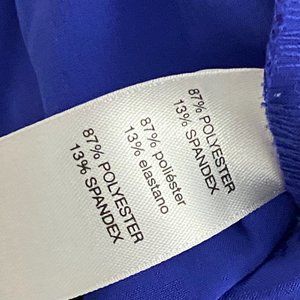 87% POLYESTER
13% SPANDEX
87% poliéster
13% elastano
87% POLYESTER
13% SPANDEX